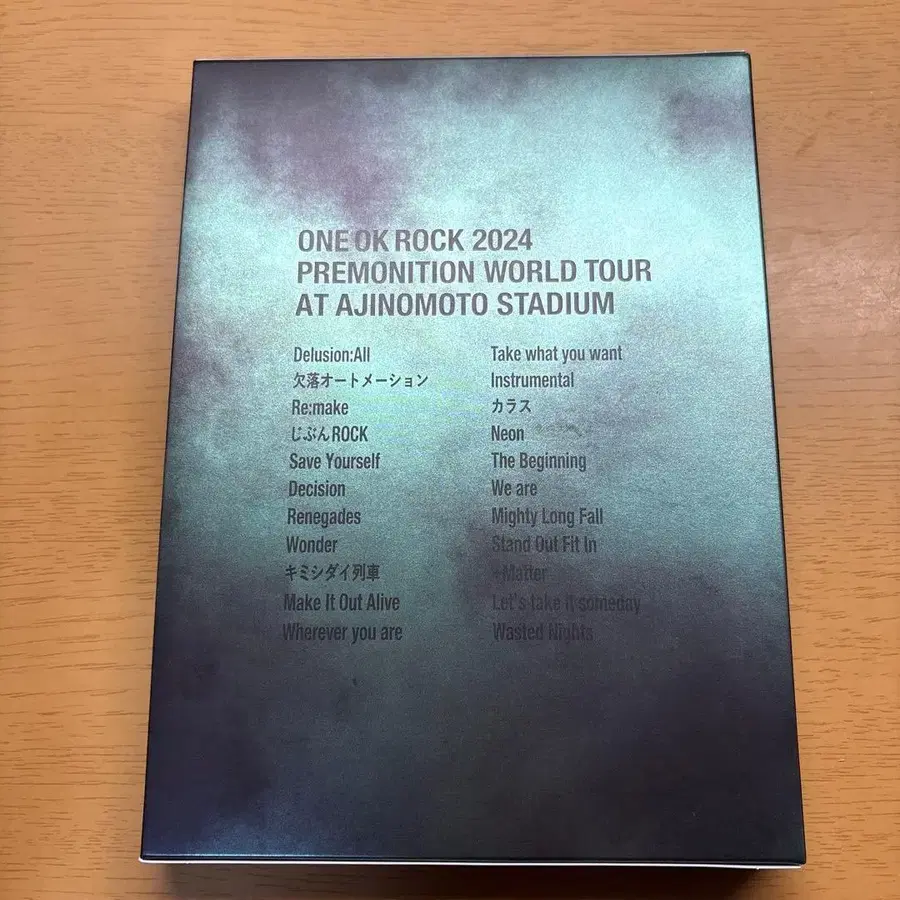 ONE OK ROCK 2024
PREMONITION WORLD TOUR
AT AJINOMOTO STADIUM
Delusion:All
欠落オートメーション
Re:make
じぶんROCK
Save Yourself
Decision
Renegades
Wonder
キミシダイ列車
Make It Out Alive
Wherever you are
Take what you want
Instrumental
カラス
Neon
The Beginning
We are
Mighty Long Fall
Stand Out Fit In
+Matter
Let's take it someday
Wasted Nights